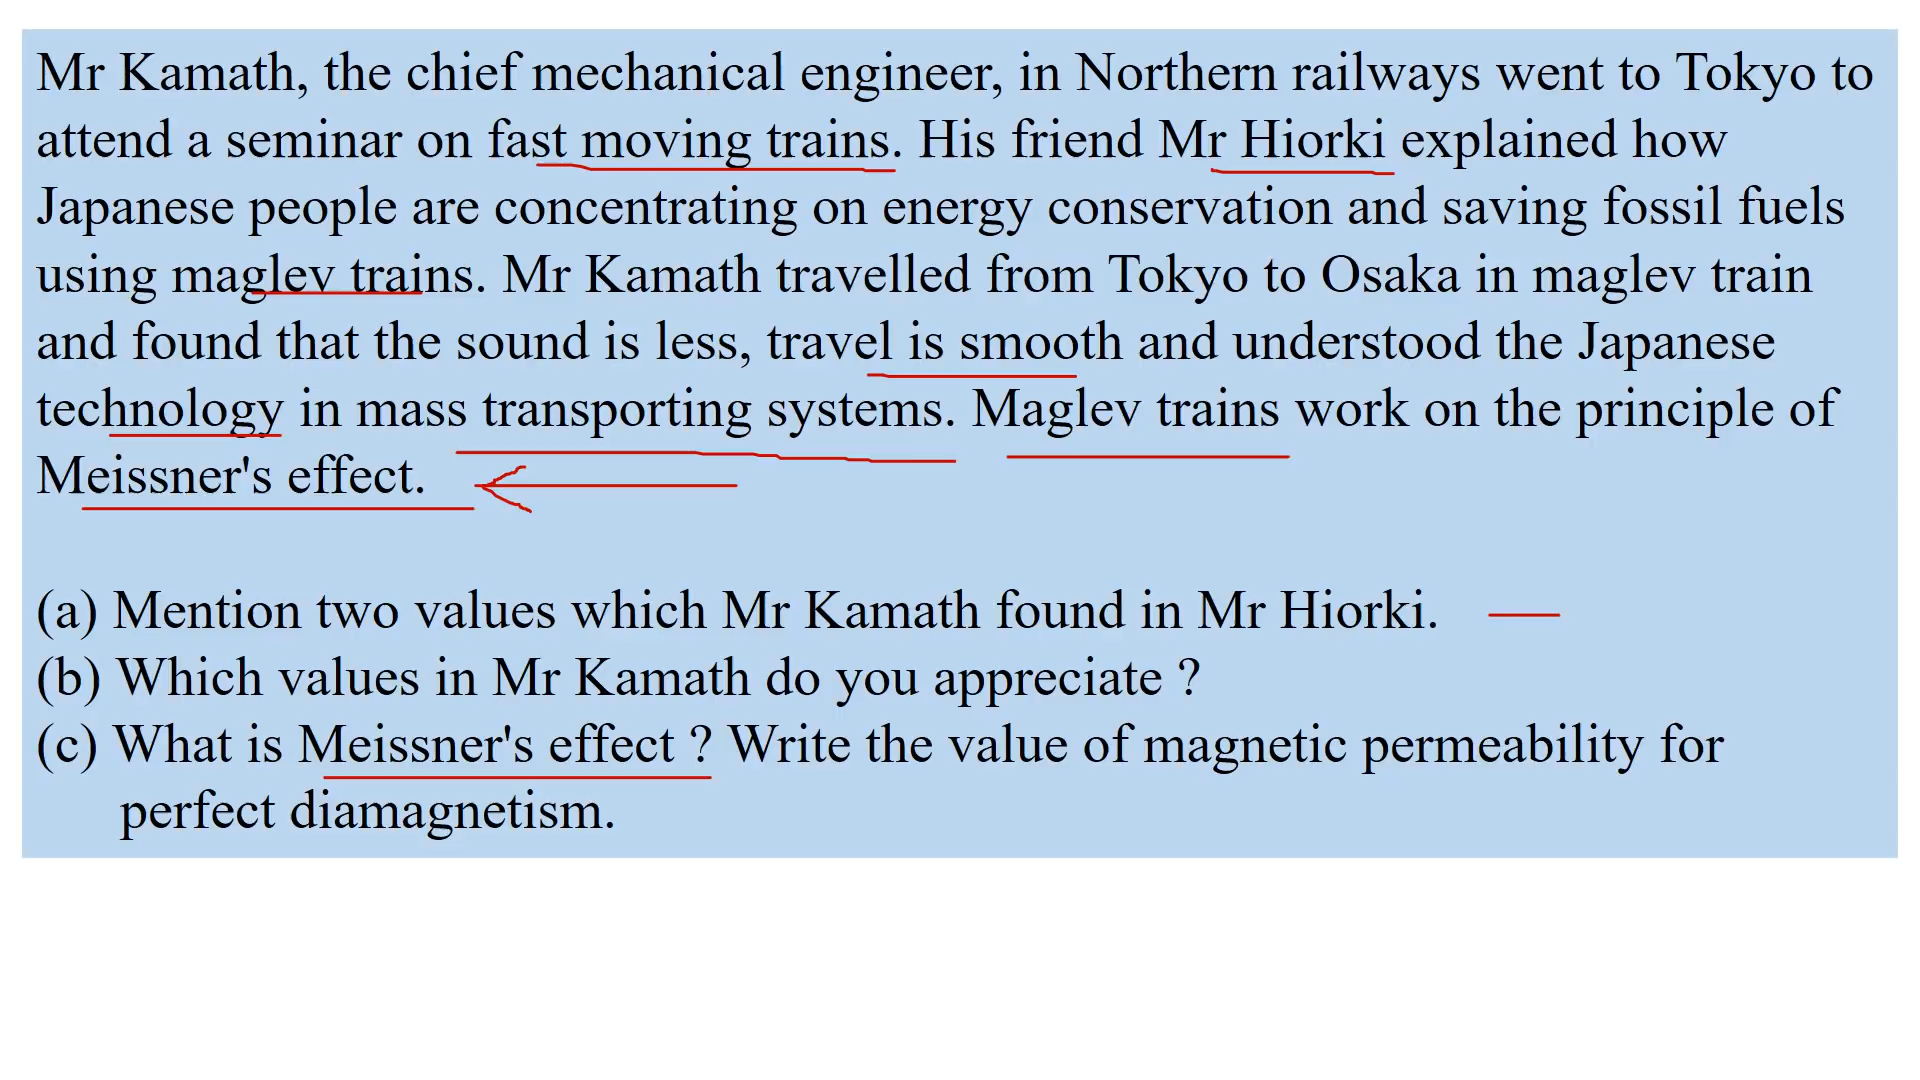 Mr Kamath, the chief mechanical engineer, in Northern railways went to Tokyo to
attend a seminar on fast moving trains. His friend Mr Hiorki explained how
Japanese people are concentrating on energy conservation and saving fossil fuels
using maglev trains. Mr Kamath travelled from Tokyo to Osaka in maglev train
and found that the sound is less, travel is smooth and understood the Japanese
technology in mass transporting systems. Maglev trains work on the principle of
Meissner's effect.
(a) Mention two values which Mr Kamath found in Mr Hiorki.
(b) Which values in Mr Kamath do you appreciate ?
(c) What is Meissner's effect ? Write the value of magnetic permeability for
perfect diamagnetism.